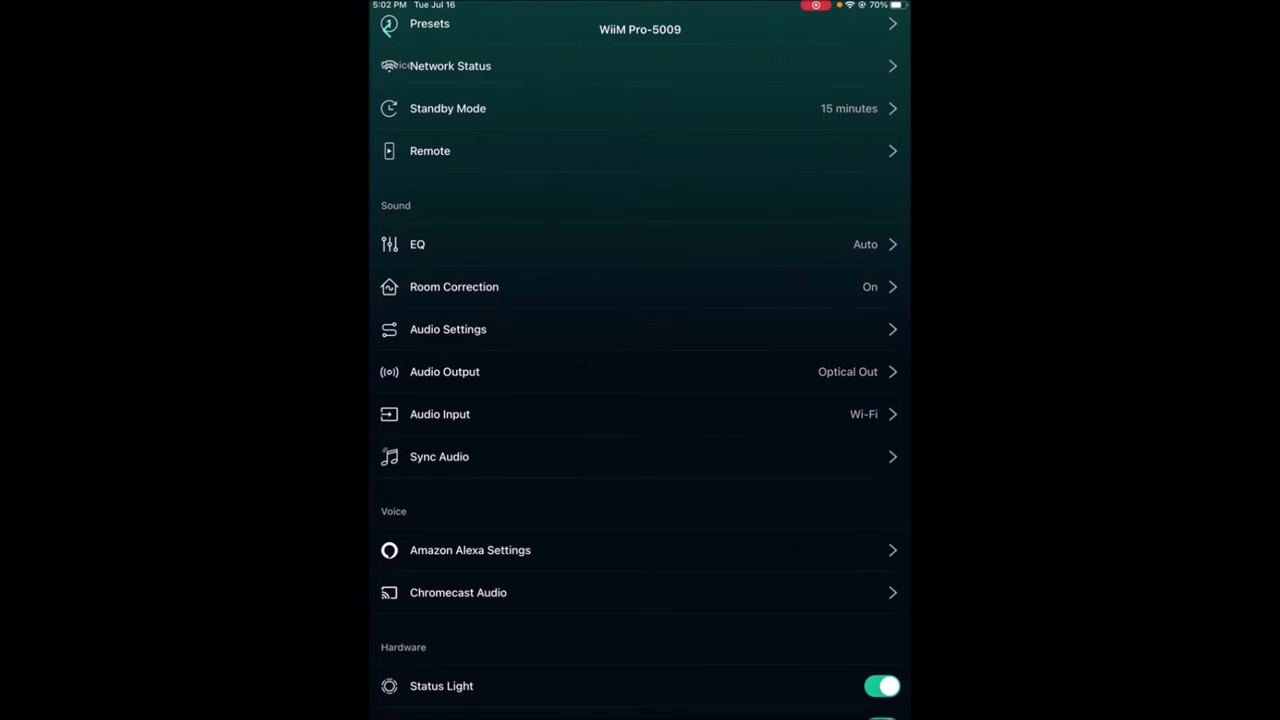 5:02 PM Tue Jul 16
70%
Presets
WiiM Pro-5009
Network Status
Standby Mode 15 minutes
Remote
Sound
EQ Auto
Room Correction On
Audio Settings
Audio Output Optical Out
Audio Input Wi-Fi
Sync Audio
Voice
Amazon Alexa Settings
Chromecast Audio
Hardware
Status Light